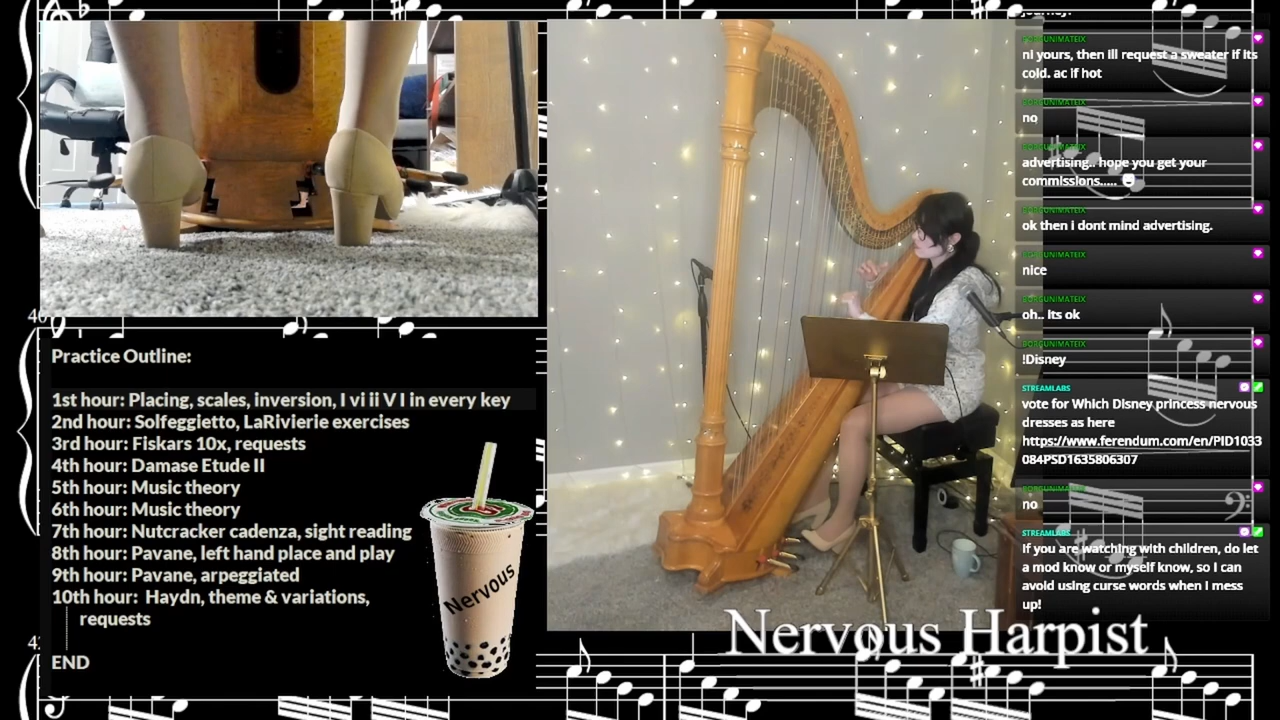 Practice Outline:
1st hour: Placing, scales, inversion, I vi ii V I in every key
2nd hour: Solfeggietto, LaRivierie exercises
3rd hour: Fiskars 10x, requests
4th hour: Damase Etude II
5th hour: Music theory
6th hour: Music theory
7th hour: Nutcracker cadenza, sight reading
8th hour: Pavane, left hand place and play
9th hour: Pavane, arpeggiated
10th hour: Haydn, theme & variations,
requests
END
Nervous
Nervous Harpist
ni yours, then ill request a sweater if its
cold. ac if hot
no
advertising.. hope you get your
commissions.....
ok then i dont mind advertising.
nice
oh.. its ok
!Disney
STREAMLABS
vote for Which Disney princess nervous
dresses as here
https://www.ferendum.com/en/PID1033
084PSD1635806307
no
STREAMLABS
If you are watching with children, do let
a mod know or myself know, so I can
avoid using curse words when I mess
up!